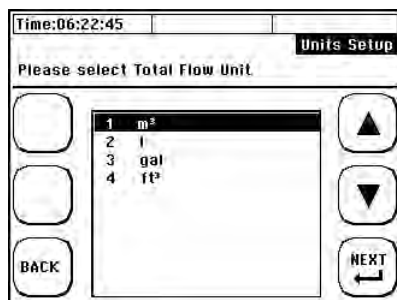 Time:06:22:45
Units Setup
Please select Total Flow Unit
1 m³
2 l
3 gal
4 ft³
BACK
NEXT